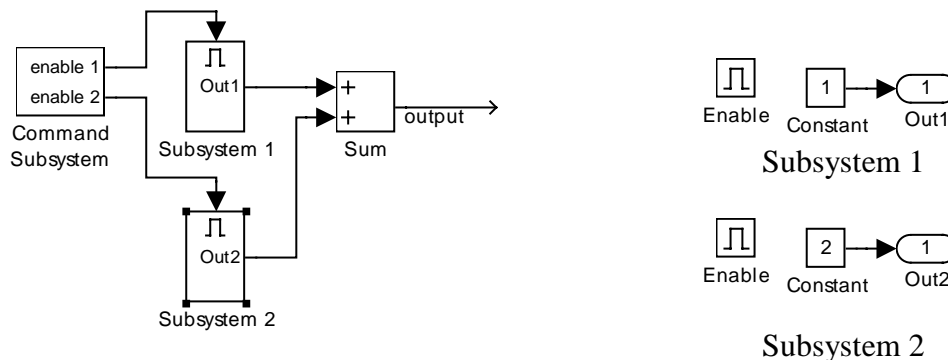 enable 1
enable 2
Command
Subsystem
Out1
Subsystem 1
+
+
Sum
output
Out2
Subsystem 2
Enable
1
Constant
1
Out1
Subsystem 1
Enable
2
Constant
1
Out2
Subsystem 2